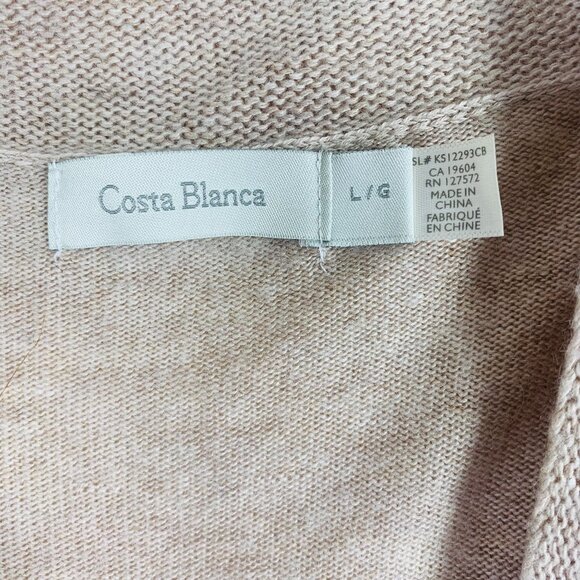 Costa Blanca
L/G
SL# KS12293CB
CA 19604
RN 127572
MADE IN
CHINA
FABRIQUÉ
EN CHINE